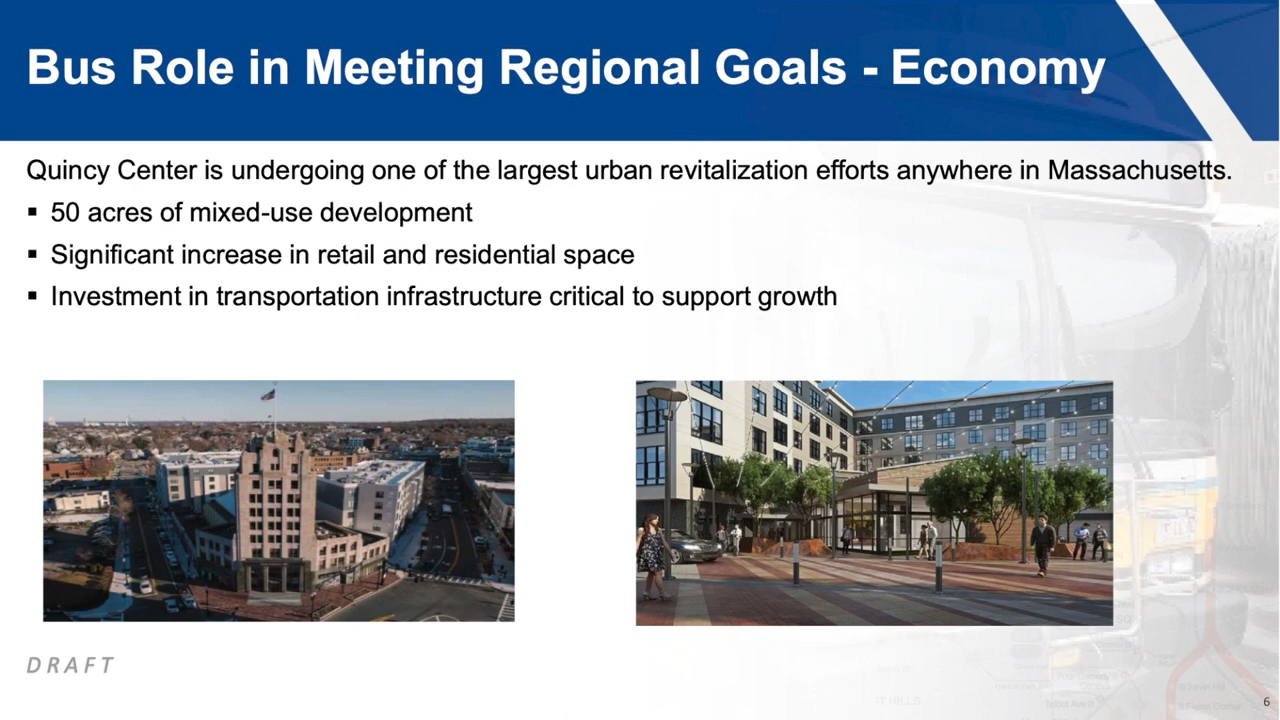 Bus Role in Meeting Regional Goals - Economy
Quincy Center is undergoing one of the largest urban revitalization efforts anywhere in Massachusetts.
▪ 50 acres of mixed-use development
▪ Significant increase in retail and residential space
▪ Investment in transportation infrastructure critical to support growth
DRAFT
6